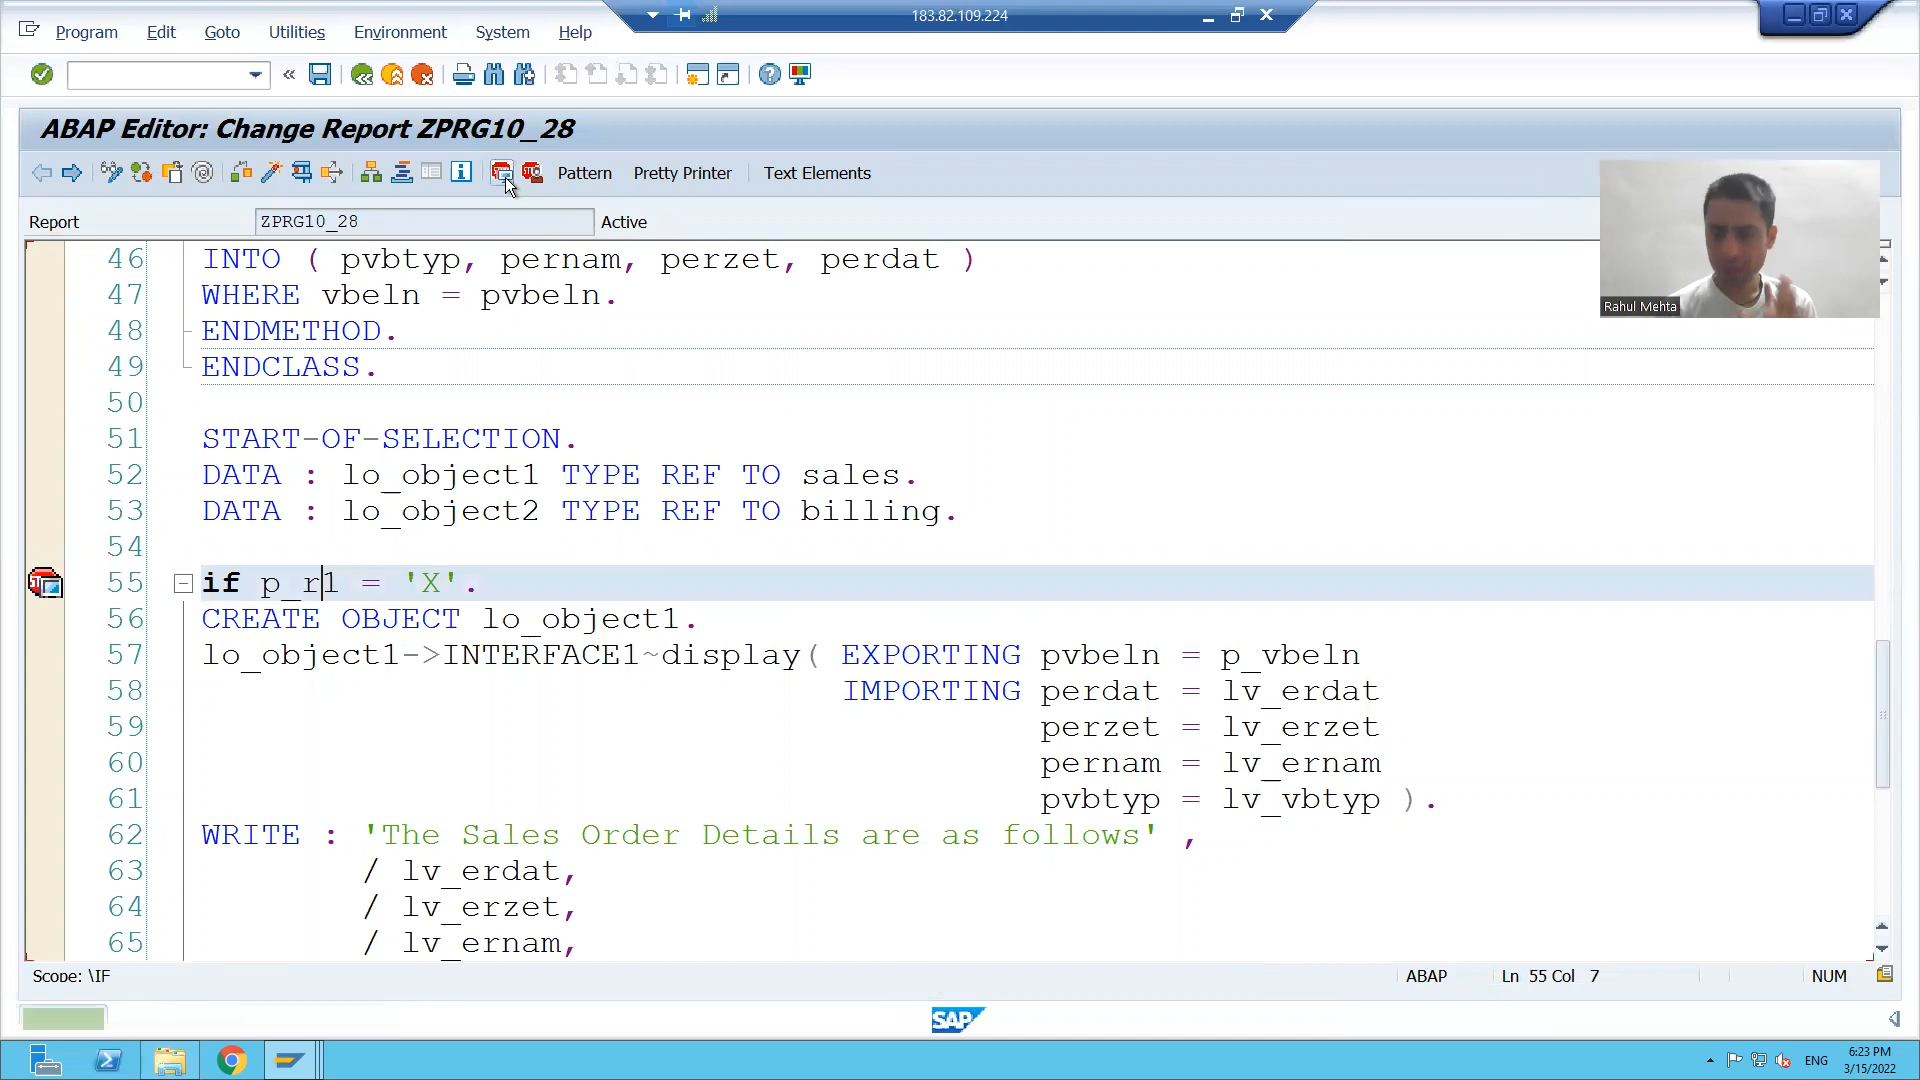 183.82.109.224
Program Edit Goto Utilities Environment System Help
ABAP Editor: Change Report ZPRG10_28
Pattern Pretty Printer Text Elements
Report ZPRG10_28 Active
Rahul Mehta
46 INTO ( pvbtyp, pernam, perzet, perdat )
47 WHERE vbeln = pvbeln.
48 ENDMETHOD.
49 ENDCLASS.
50
51 START-OF-SELECTION.
52 DATA : lo_object1 TYPE REF TO sales.
53 DATA : lo_object2 TYPE REF TO billing.
54
55 if p_r1 = 'X'.
56 CREATE OBJECT lo_object1.
57 lo_object1->INTERFACE1~display( EXPORTING pvbeln = p_vbeln
58 IMPORTING perdat = lv_erdat
59 perzet = lv_erzet
60 pernam = lv_ernam
61 pvbtyp = lv_vbtyp ).
62 WRITE : 'The Sales Order Details are as follows' ,
63 / lv_erdat,
64 / lv_erzet,
65 / lv_ernam,
Scope: \IF ABAP Ln 55 Col 7 NUM
SAP
ENG
6:23 PM
3/15/2022